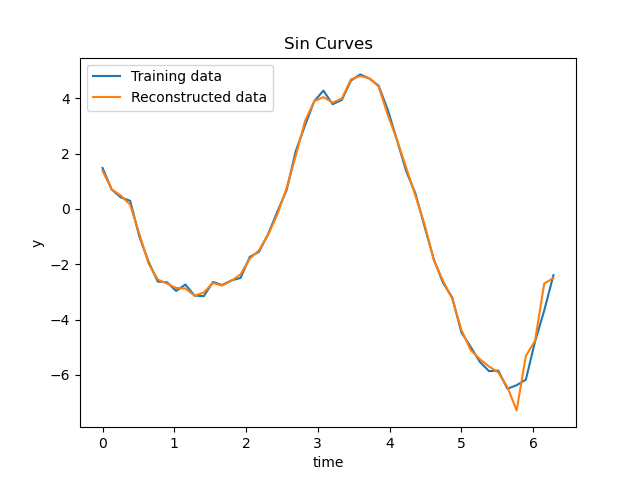 Sin Curves
Training data
Reconstructed data
4
2
0
−2
−4
−6
y
0 1 2 3 4 5 6
time